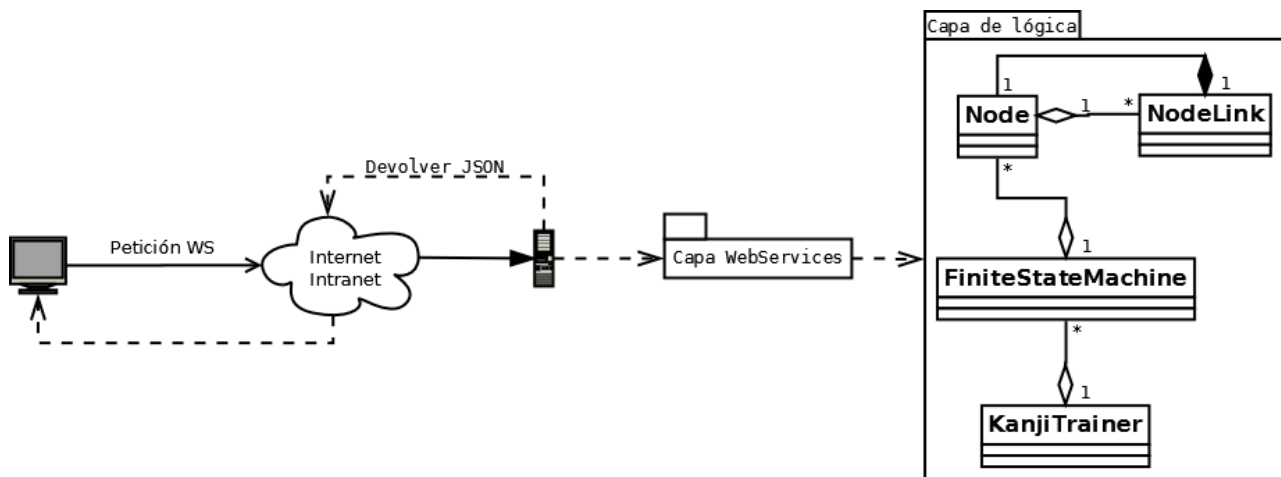 Capa de lógica
1
1
Node
1
*
NodeLink
*
Devolver JSON
Petición WS
Internet
Intranet
Capa WebServices
1
FiniteStateMachine
*
1
KanjiTrainer